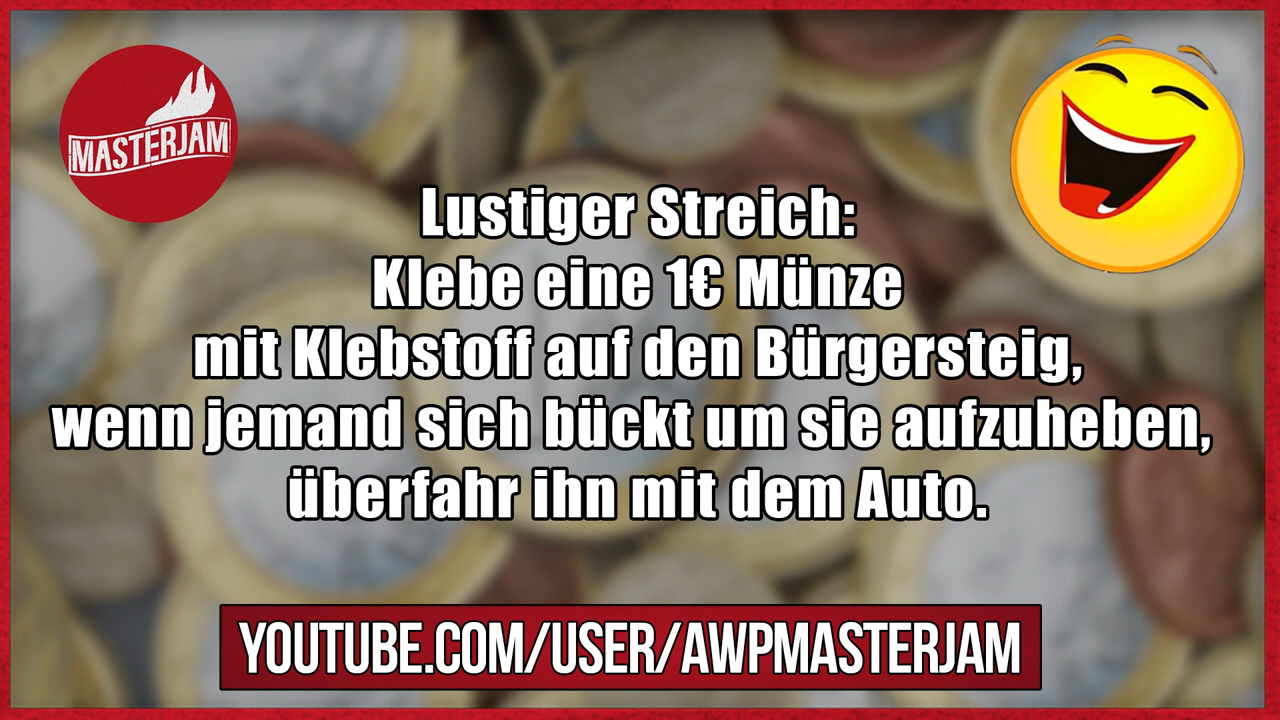 MASTERJAM
Lustiger Streich:
Klebe eine 1€ Münze
mit Klebstoff auf den Bürgersteig,
wenn jemand sich bückt um sie aufzuheben,
überfahr ihn mit dem Auto.
YOUTUBE.COM/USER/AWPMASTERJAM